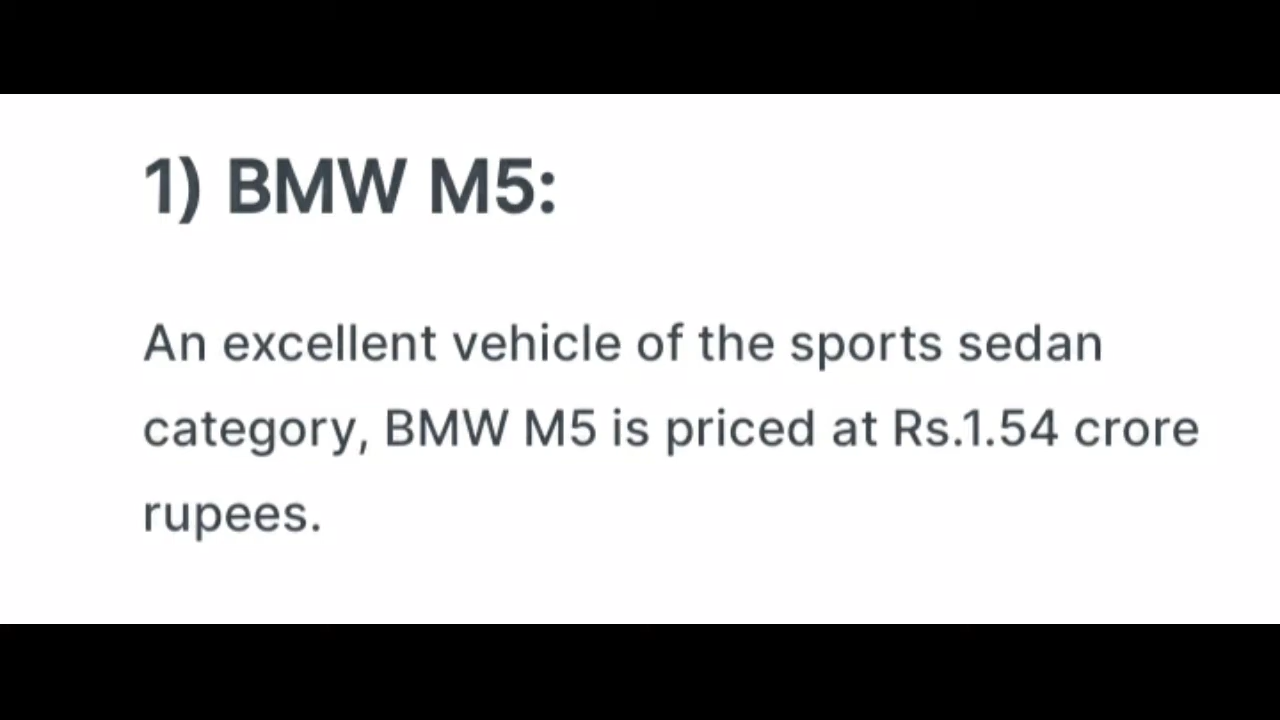 1) BMW M5:
An excellent vehicle of the sports sedan
category, BMW M5 is priced at Rs.1.54 crore
rupees.